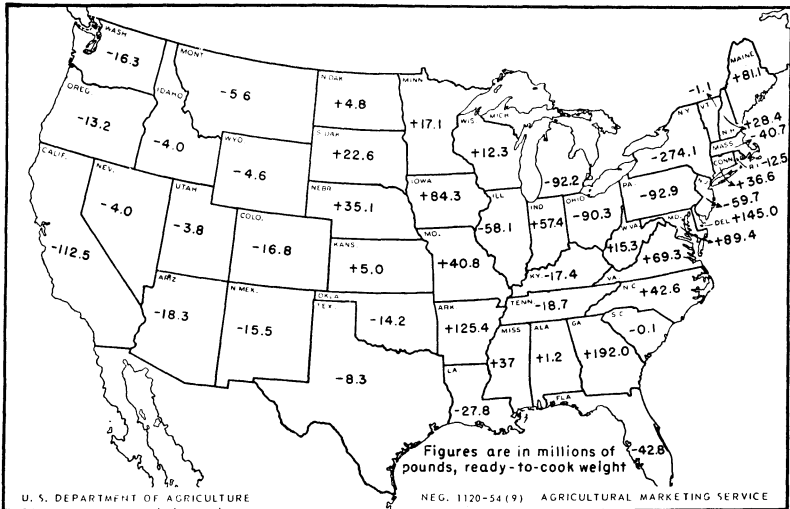 WASH
-16.3
MONT.
-5.6
N.DAK
+4.8
MINN
+17.1
MAINE
+81.1
-1.1
VT.
N.H.
+28.4
OREG
-13.2
IDAHO
-4.0
S.DAK
+22.6
WIS.
+12.3
MICH
-92.2
N.Y.
-274.1
MASS
-40.7
CONN
R.I.
-12.5
+36.6
WYO
-4.6
IOWA
+84.3
PA
-92.9
N.J.
-59.7
DEL
+145.0
MD.
+89.4
CALIF.
-112.5
NEV.
-4.0
UTAH
-3.8
COLO.
-16.8
NEBR
+35.1
ILL
-58.1
IND
+57.4
OHIO
-90.3
W VA
+15.3
VA
+69.3
KANS
+5.0
MO.
+40.8
KY.
-17.4
ARIZ
-18.3
N MEX.
-15.5
OKLA
-14.2
TEX
-8.3
ARK
+125.4
TENN
-18.7
N C
+42.6
S.C.
-0.1
MISS
+37
ALA
+1.2
GA
+192.0
LA
-27.8
FLA
-42.8
Figures are in millions of
pounds, ready-to-cook weight
U. S. DEPARTMENT OF AGRICULTURE
NEG. 1120-54 (9) AGRICULTURAL MARKETING SERVICE